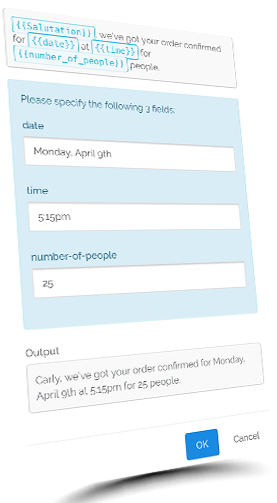 {{Salutation}}, we've got your order confirmed
for {{date}} at {{time}} for
{{number_of_people}} people.
Please specify the following 3 fields:
date
Monday, April 9th
time
5:15pm
number-of-people
25
Output
Carly, we've got your order confirmed for Monday,
April 9th at 5:15pm for 25 people.
OK Cancel